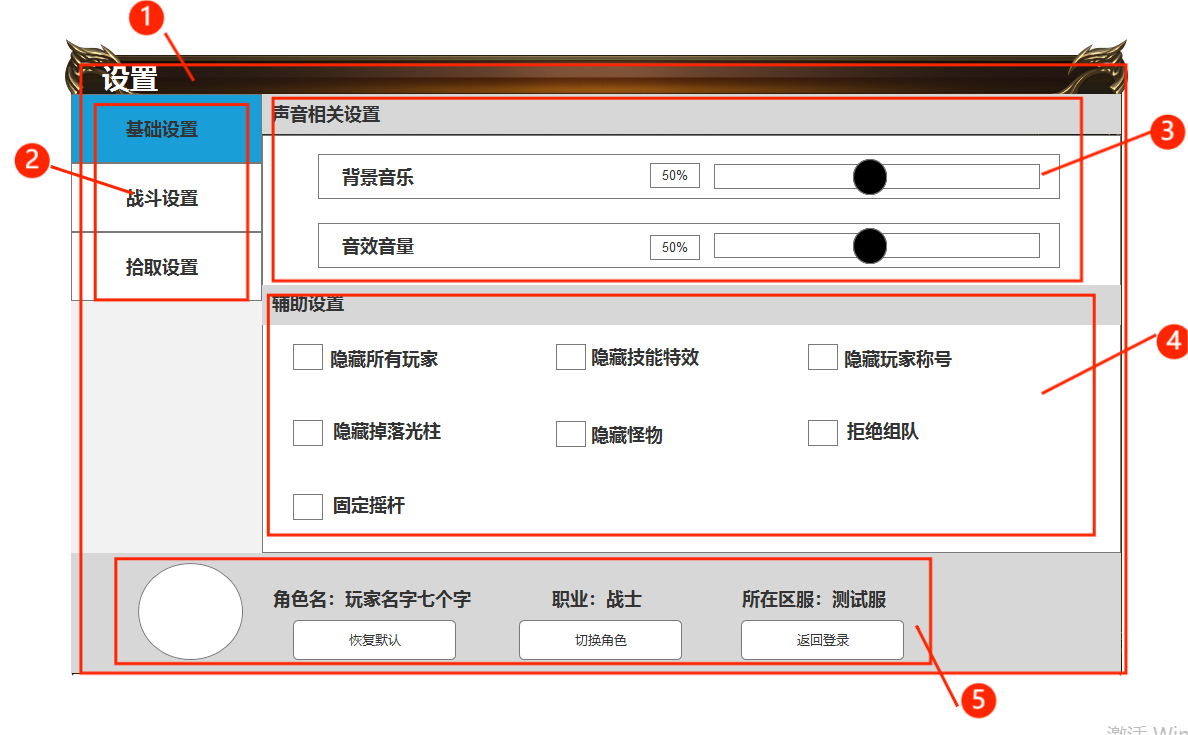 1
设置
基础设置
声音相关设置
2
战斗设置
背景音乐 50%
3
拾取设置
音效音量 50%
辅助设置
4
隐藏所有玩家 隐藏技能特效 隐藏玩家称号
隐藏掉落光柱 隐藏怪物 拒绝组队
固定摇杆
角色名：玩家名字七个字 职业：战士 所在区服：测试服
恢复默认 切换角色 返回登录
5
激活 Win